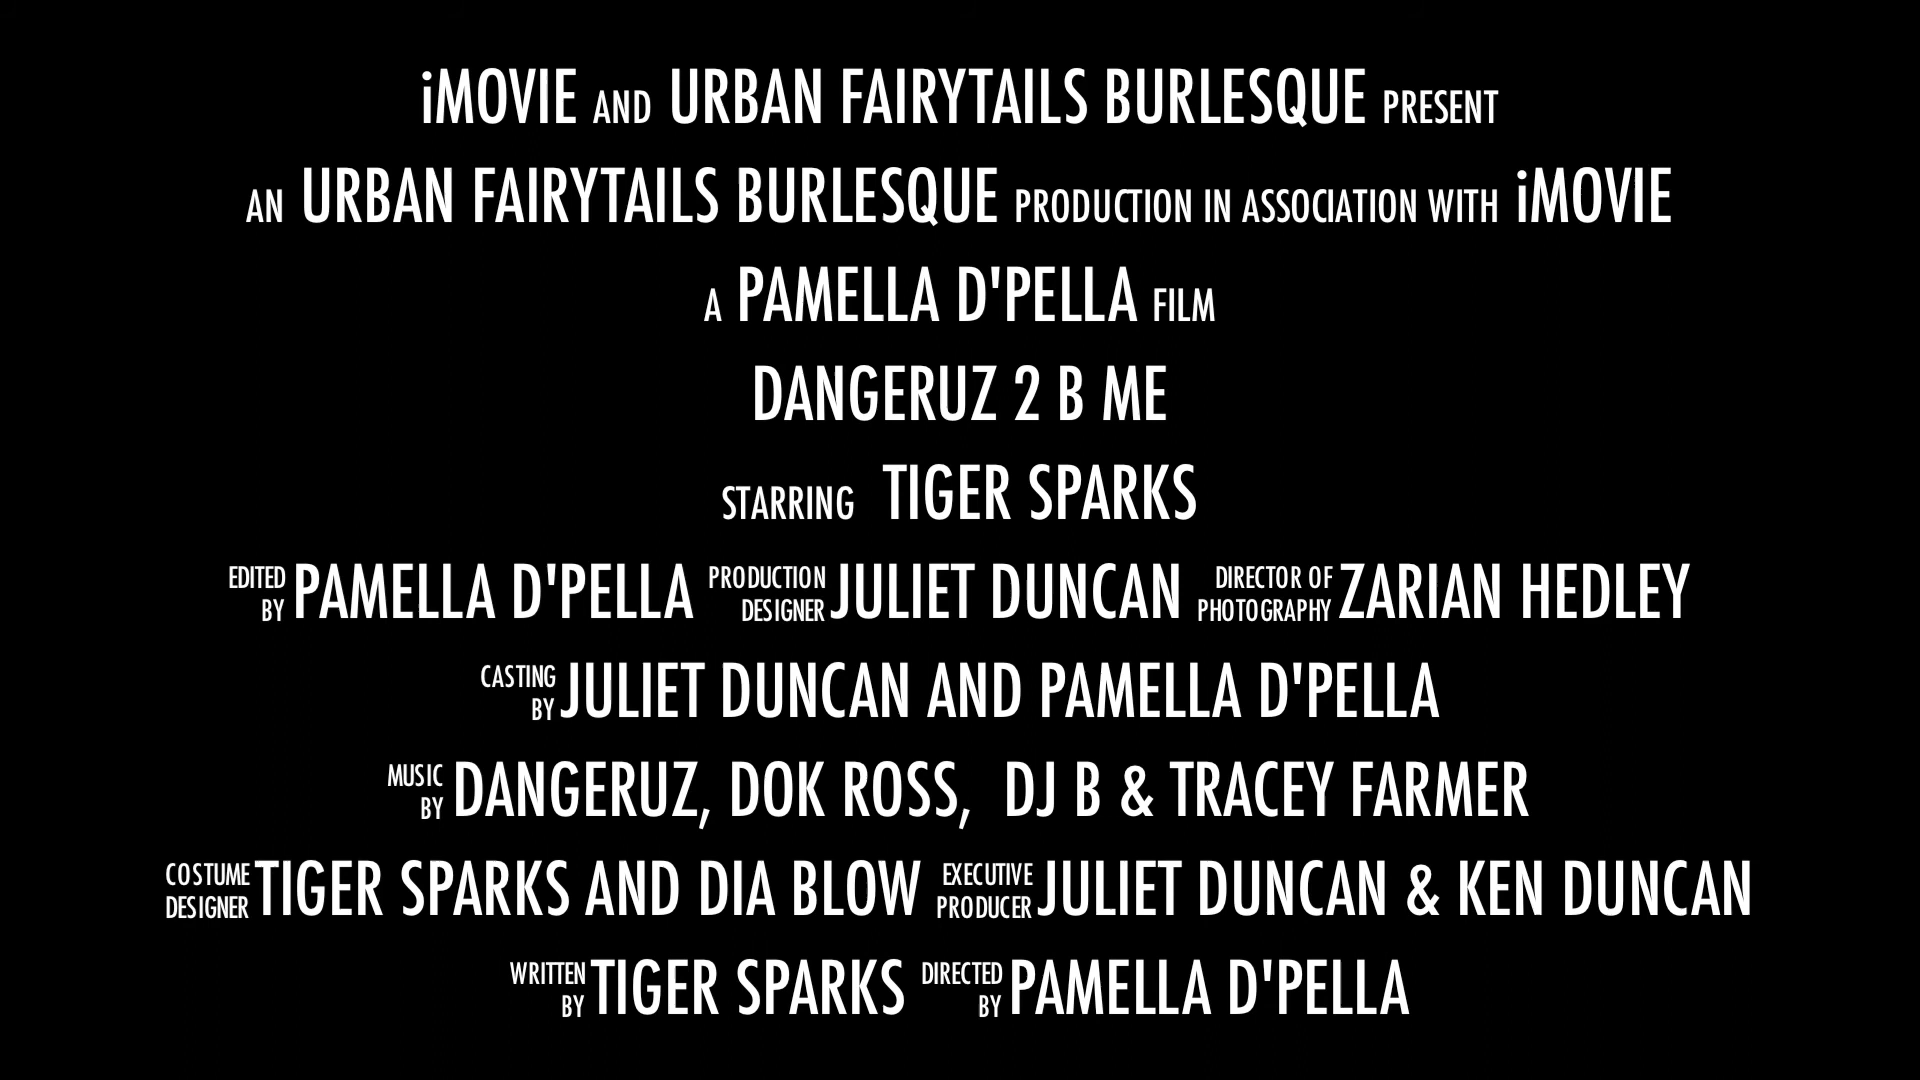 iMOVIE AND URBAN FAIRYTAILS BURLESQUE PRESENT
AN URBAN FAIRYTAILS BURLESQUE PRODUCTION IN ASSOCIATION WITH iMOVIE
A PAMELLA D'PELLA FILM
DANGERUZ 2 B ME
STARRING TIGER SPARKS
EDITED BY PAMELLA D'PELLA PRODUCTION DESIGNER JULIET DUNCAN DIRECTOR OF PHOTOGRAPHY ZARIAN HEDLEY
CASTING BY JULIET DUNCAN AND PAMELLA D'PELLA
MUSIC BY DANGERUZ, DOK ROSS, DJ B & TRACEY FARMER
COSTUME DESIGNER TIGER SPARKS AND DIA BLOW EXECUTIVE PRODUCER JULIET DUNCAN & KEN DUNCAN
WRITTEN BY TIGER SPARKS DIRECTED BY PAMELLA D'PELLA